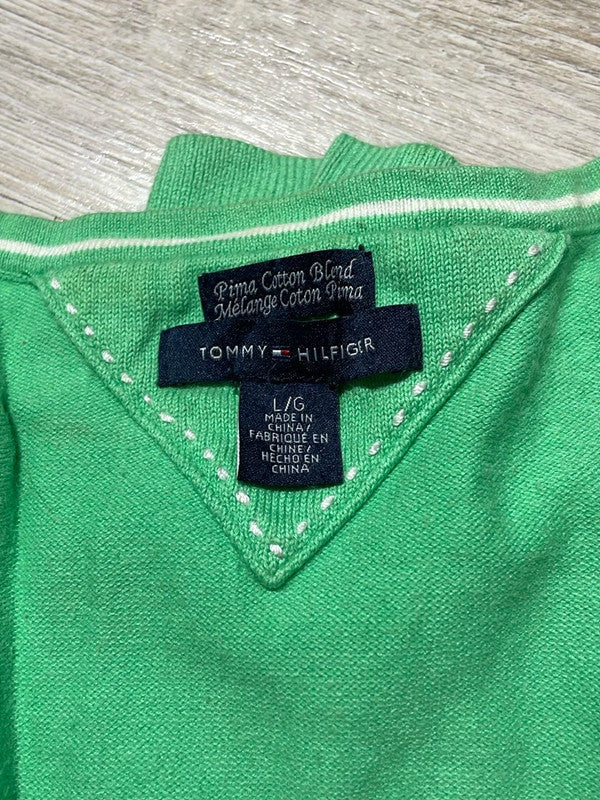 Pima Cotton Blend
Mélange Coton Pima
TOMMY HILFIGER
L/G
MADE IN
CHINA/
FABRIQUÉ EN
CHINE/
HECHO EN
CHINA